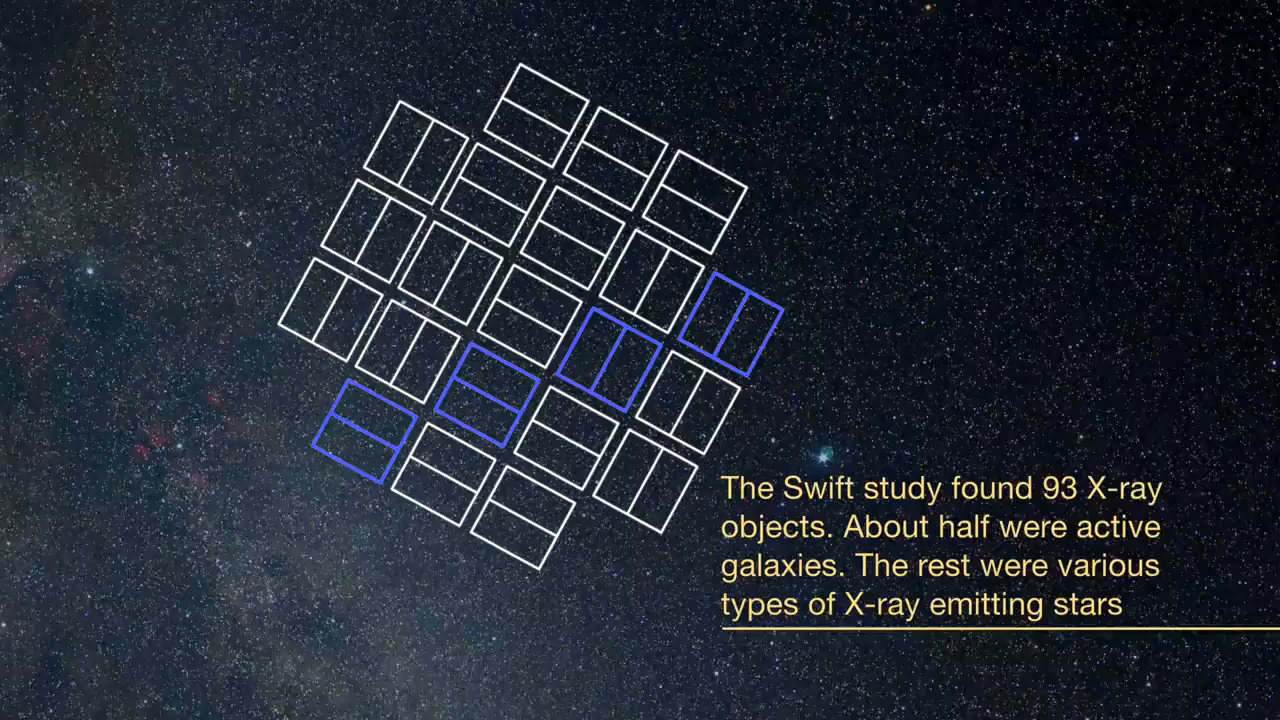 The Swift study found 93 X-ray
objects. About half were active
galaxies. The rest were various
types of X-ray emitting stars